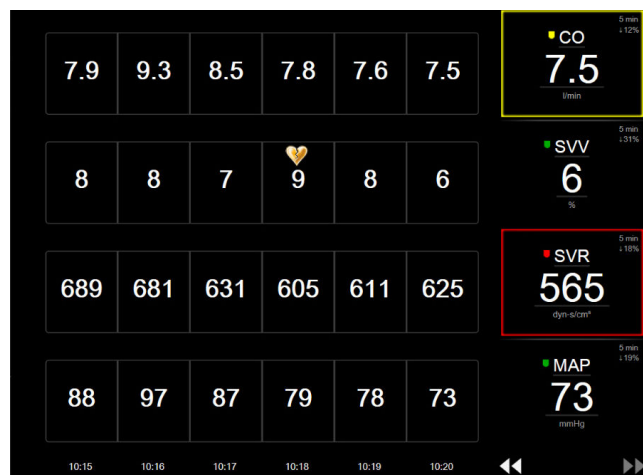 7.9 9.3 8.5 7.8 7.6 7.5
5 min
↓12%
CO
7.5
l/min
8 8 7 9 8 6
5 min
↓31%
SVV
6
%
689 681 631 605 611 625
5 min
↓18%
SVR
565
dyn-s/cm⁵
88 97 87 79 78 73
5 min
↓19%
MAP
73
mmHg
10:15 10:16 10:17 10:18 10:19 10:20